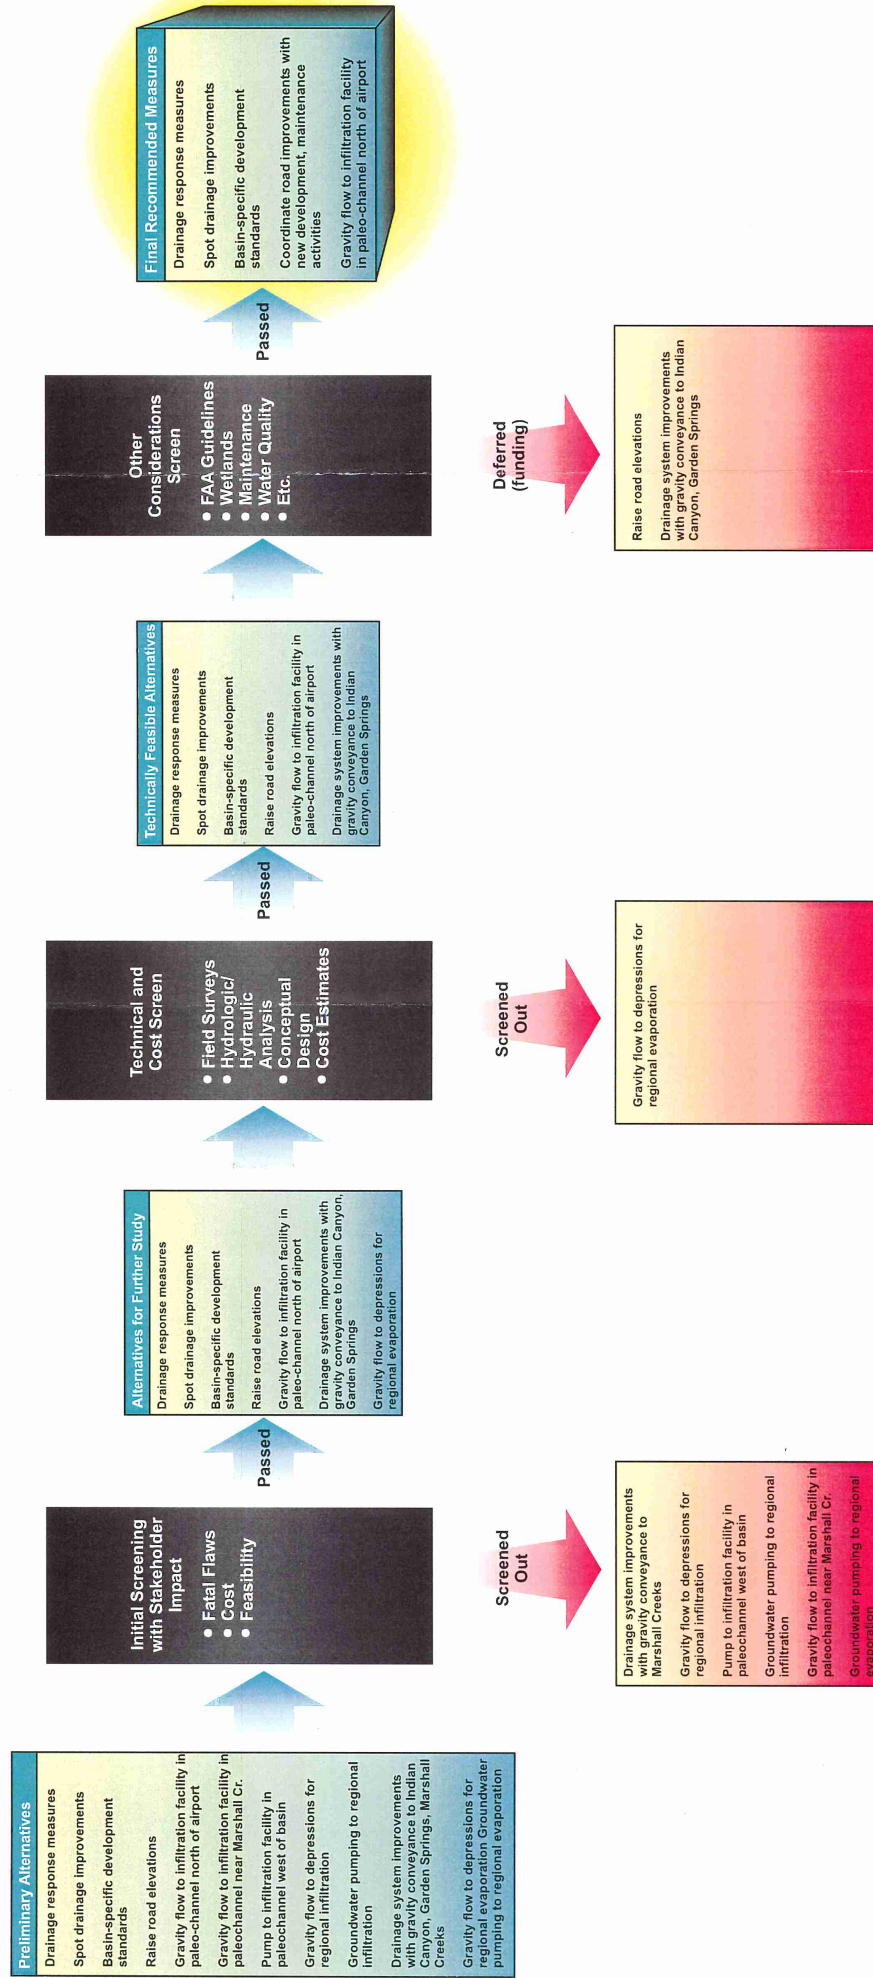 Preliminary Alternatives
Drainage response measures
Spot drainage improvements
Basin-specific development
standards
Raise road elevations
Gravity flow to infiltration facility in
paleo-channel north of airport
Gravity flow to infiltration facility in
paleochannel near Marshall Cr.
Pump to infiltration facility in
paleochannel west of basin
Gravity flow to depressions for
regional infiltration
Groundwater pumping to regional
infiltration
Drainage system improvements
with gravity conveyance to Indian
Canyon, Garden Springs, Marshall
Creeks
Gravity flow to depressions for
regional evaporation Groundwater
pumping to regional evaporation
Initial Screening
with Stakeholder
Impact
● Fatal Flaws
● Cost
● Feasibility
Passed
Screened
Out
Drainage system improvements
with gravity conveyance to
Marshall Creeks
Gravity flow to depressions for
regional infiltration
Pump to infiltration facility in
paleochannel west of basin
Groundwater pumping to regional
infiltration
Gravity flow to infiltration facility in
paleochannel near Marshall Cr.
Groundwater pumping to regional
evaporation
Alternatives for Further Study
Drainage response measures
Spot drainage improvements
Basin-specific development
standards
Raise road elevations
Gravity flow to infiltration facility in
paleo-channel north of airport
Drainage system improvements with
gravity conveyance to Indian Canyon,
Garden Springs
Gravity flow to depressions for
regional evaporation
Technical and
Cost Screen
● Field Surveys
● Hydrologic/
Hydraulic
Analysis
● Conceptual
Design
● Cost Estimates
Passed
Screened
Out
Gravity flow to depressions for
regional evaporation
Technically Feasible Alternatives
Drainage response measures
Spot drainage improvements
Basin-specific development
standards
Raise road elevations
Gravity flow to infiltration facility in
paleo-channel north of airport
Drainage system improvements with
gravity conveyance to Indian
Canyon, Garden Springs
Other
Considerations
Screen
● FAA Guidelines
● Wetlands
● Maintenance
● Water Quality
● Etc.
Passed
Deferred
(funding)
Raise road elevations
Drainage system improvements
with gravity conveyance to Indian
Canyon, Garden Springs
Final Recommended Measures
Drainage response measures
Spot drainage improvements
Basin-specific development
standards
Coordinate road improvements with
new development, maintenance
activities
Gravity flow to infiltration facility
in paleo-channel north of airport